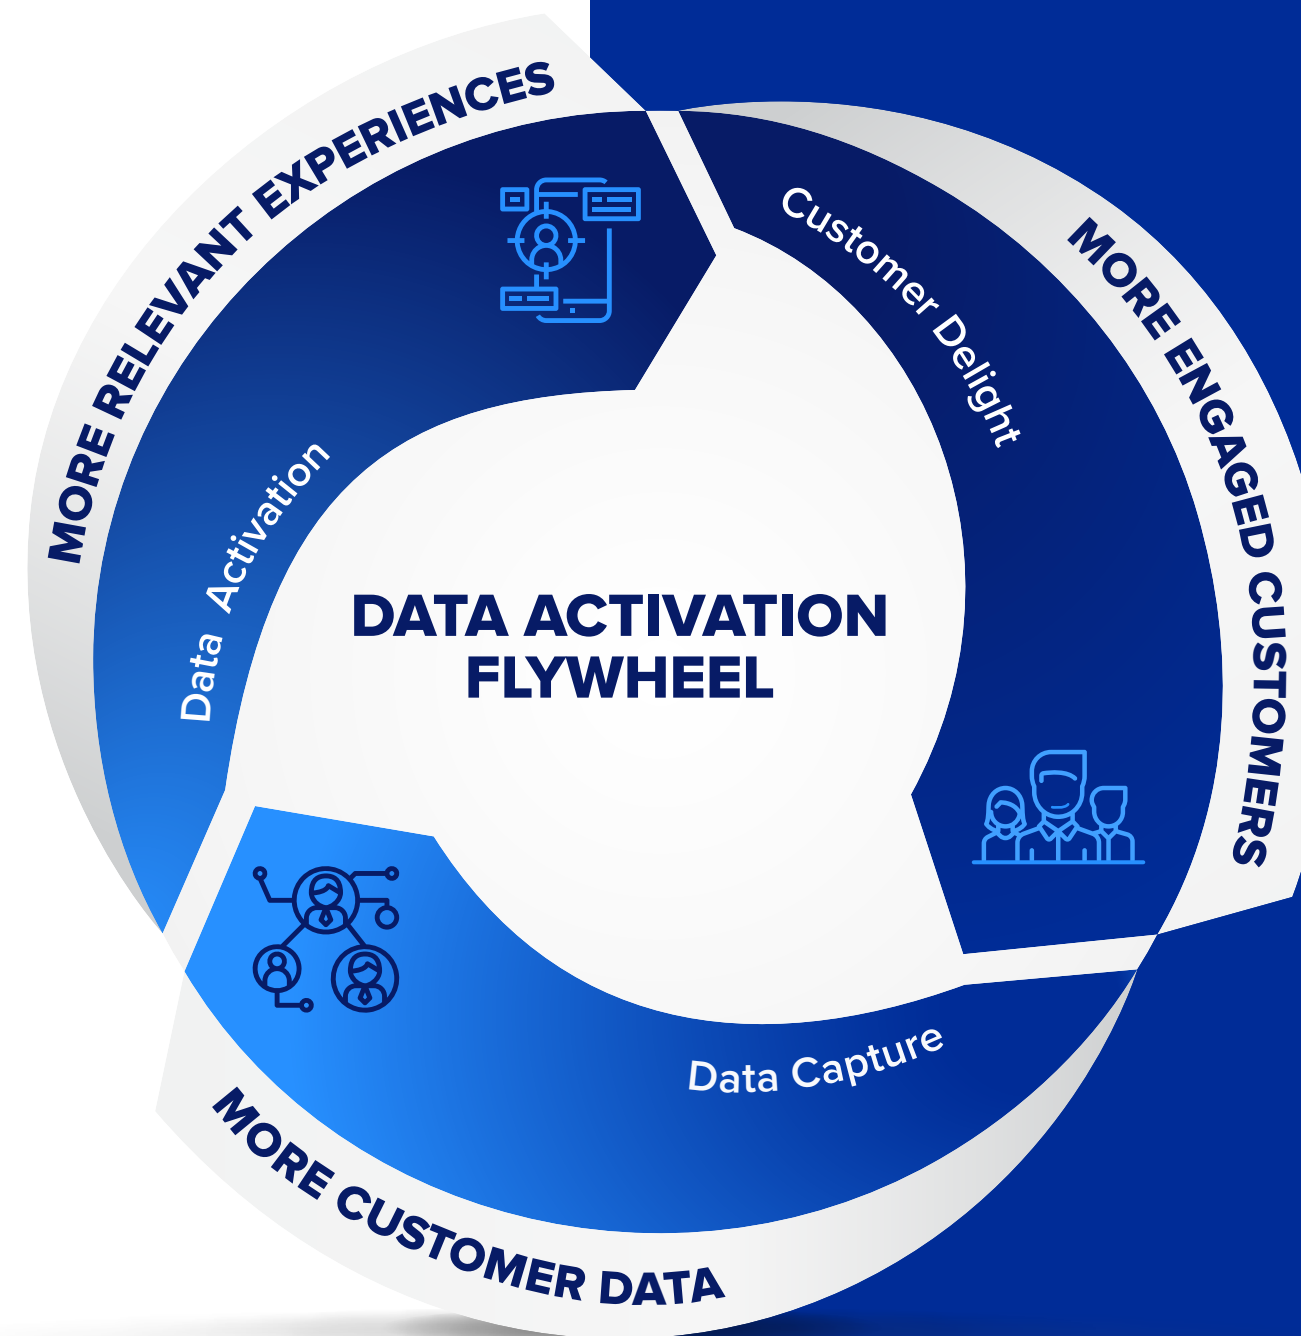 MORE RELEVANT EXPERIENCES
Data Activation
Customer Delight
MORE ENGAGED CUSTOMERS
DATA ACTIVATION
FLYWHEEL
Data Capture
MORE CUSTOMER DATA